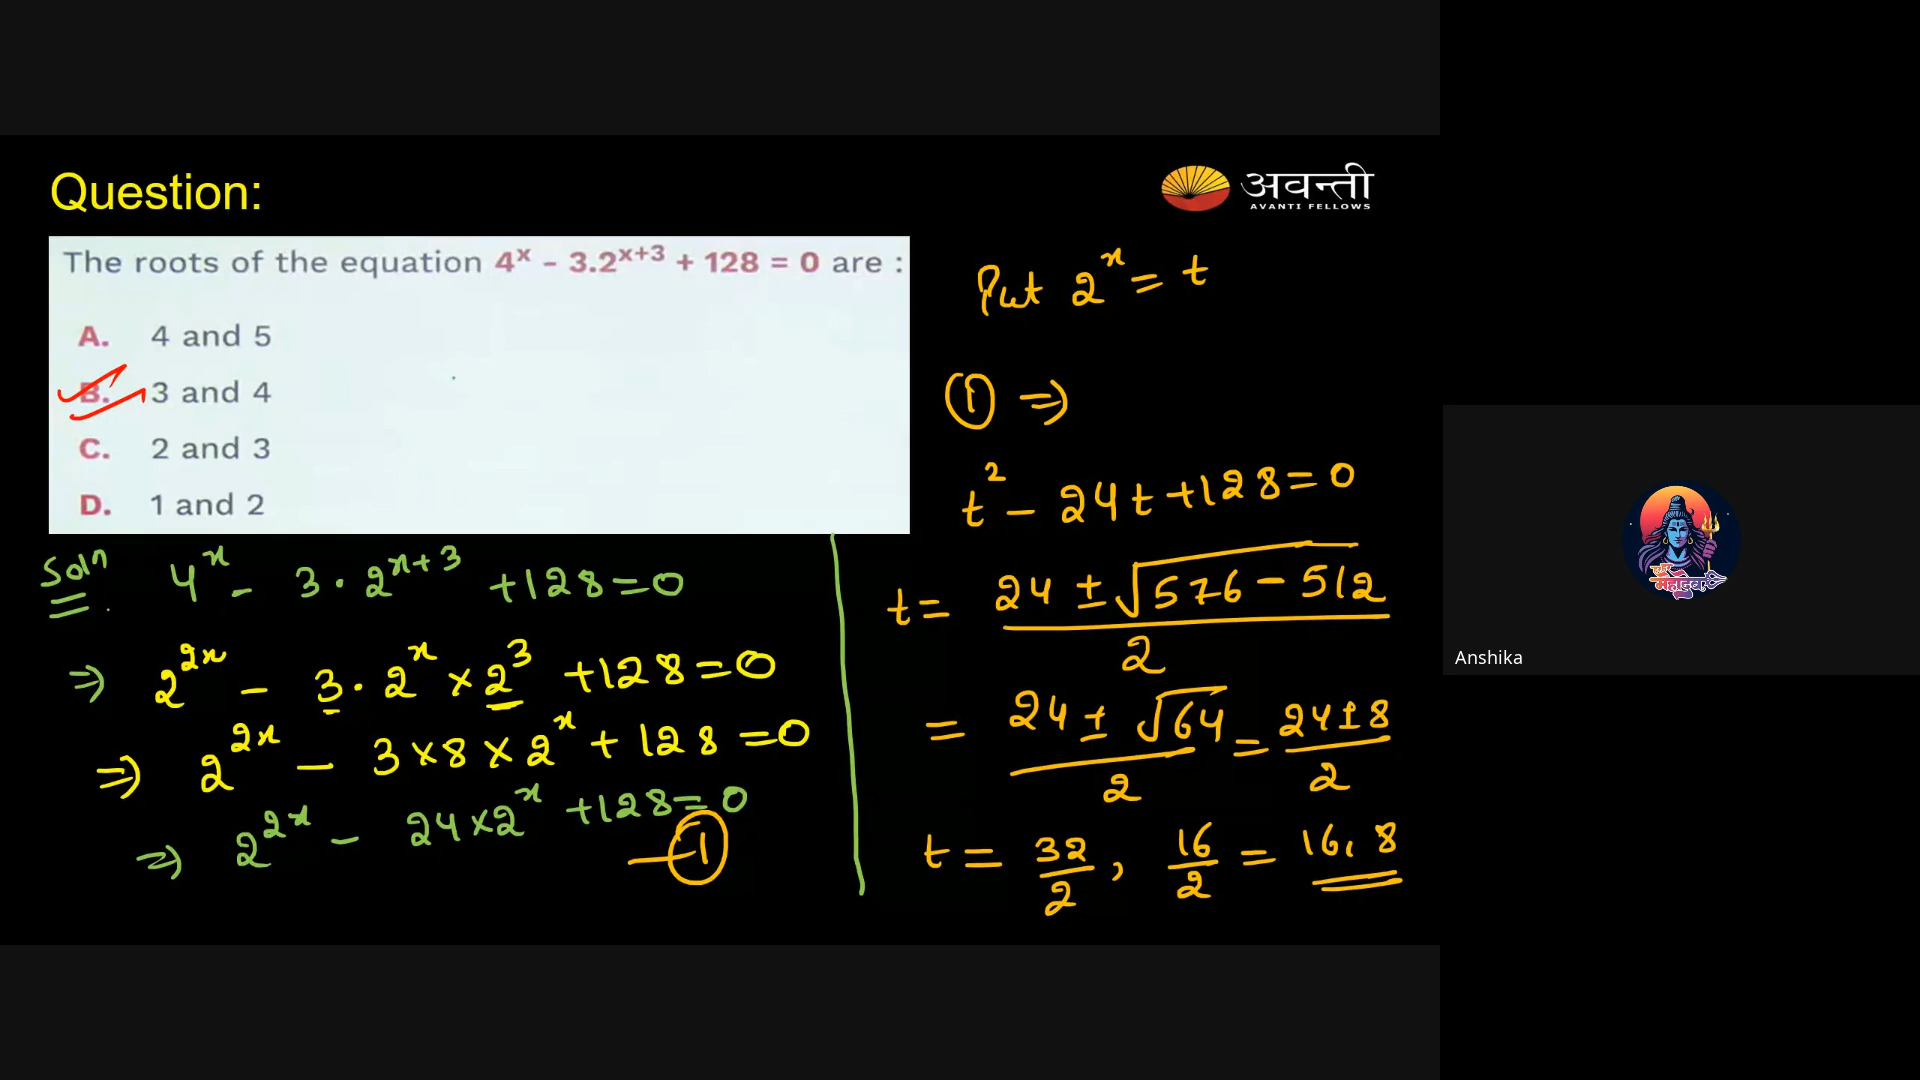 Question:
अवन्ती
AVANTI FELLOWS
The roots of the equation 4ˣ - 3.2ˣ⁺³ + 128 = 0 are :
A. 4 and 5
B. 3 and 4
C. 2 and 3
D. 1 and 2
Soln 4ˣ - 3 · 2ˣ⁺³ + 128 = 0
⇒ 2²ˣ - 3 · 2ˣ × 2³ + 128 = 0
⇒ 2²ˣ - 3 × 8 × 2ˣ + 128 = 0
⇒ 2²ˣ - 24 × 2ˣ + 128 = 0
— ①
Put 2ˣ = t
① ⇒
t² - 24t + 128 = 0
t = (24 ± √(576 - 512)) / 2
= (24 ± √64) / 2 = (24 ± 8) / 2
t = 32/2 , 16/2 = 16, 8
महादेव
Anshika